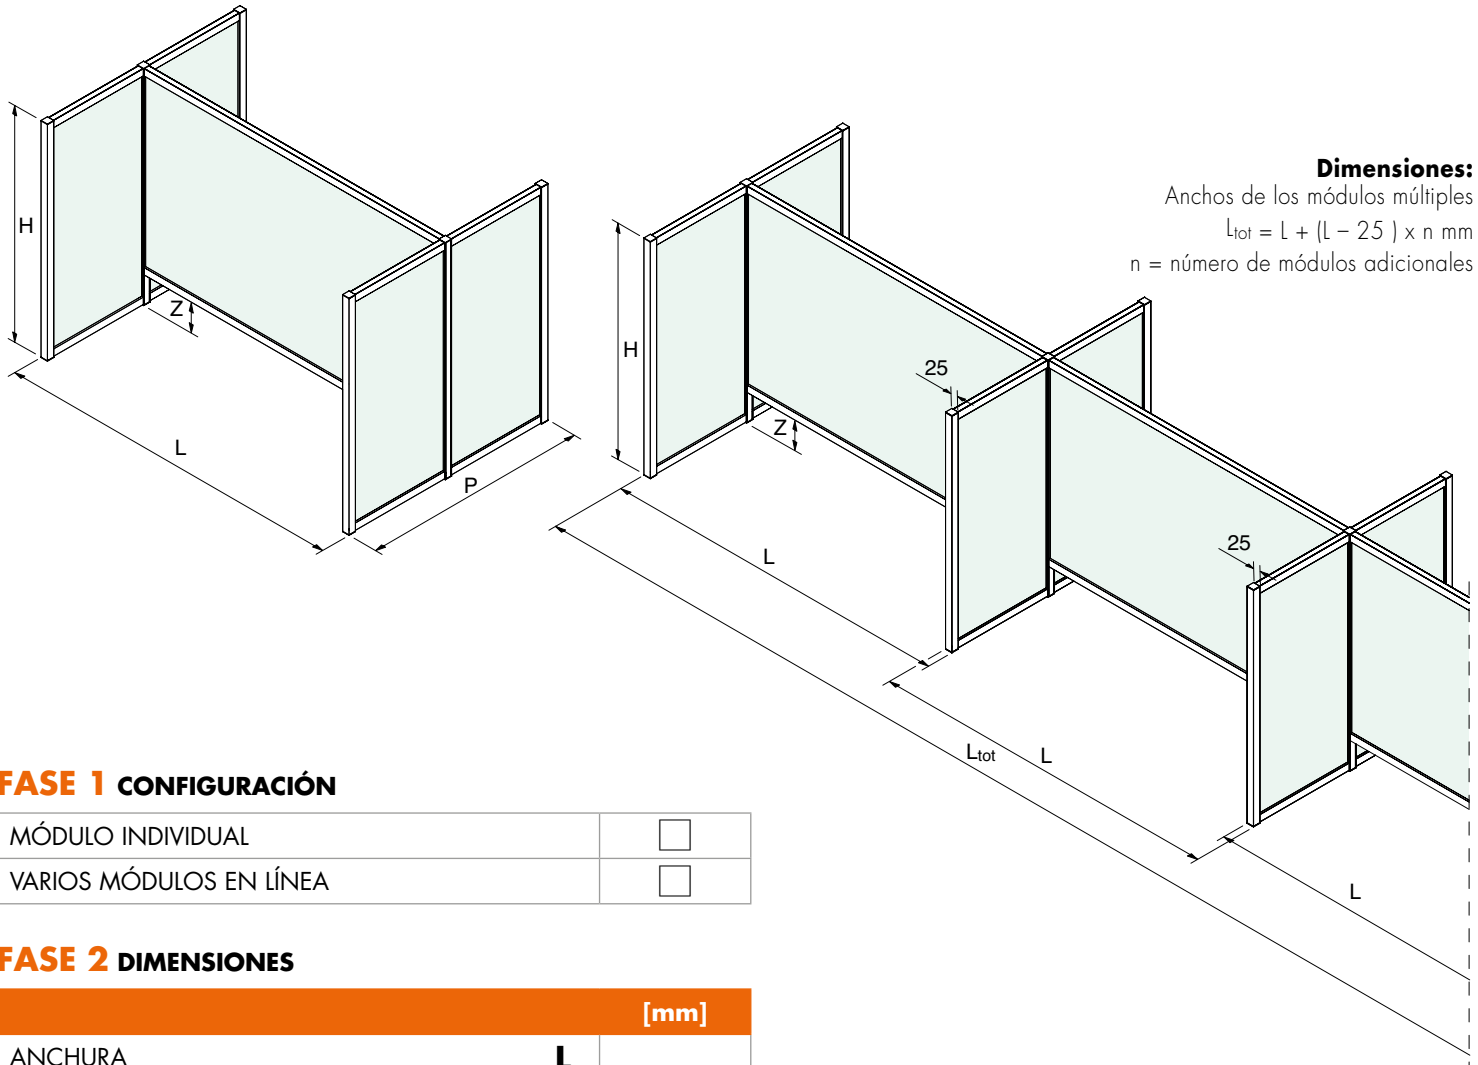 H
Z
L
P
Dimensiones:
Anchos de los módulos múltiples
Ltot = L + (L – 25 ) x n mm
n = número de módulos adicionales
H
25
Z
L
25
Ltot
L
L
FASE 1 CONFIGURACIÓN
MÓDULO INDIVIDUAL
VARIOS MÓDULOS EN LÍNEA
FASE 2 DIMENSIONES
[mm]
ANCHURA L